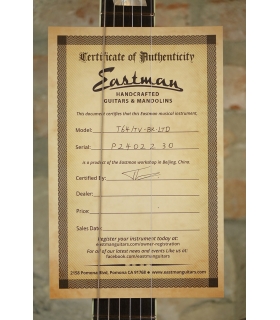 Certificate of Authenticity
Eastman
HANDCRAFTED
GUITARS & MANDOLINS
This document certifies that this Eastman musical instrument:
Model: T64/TV-BK-LTD
Serial: P2402230
is a product of the Eastman workshop in Beijing, China.
Certified By:
Dealer:
Price:
Sales Date:
Register your instrument today at:
eastmanguitars.com/owner-registration
For all of our latest news and events Like us at:
facebook.com/eastmanguitars
2158 Pomona Blvd, Pomona CA 91768 • www.eastmanguitars.com